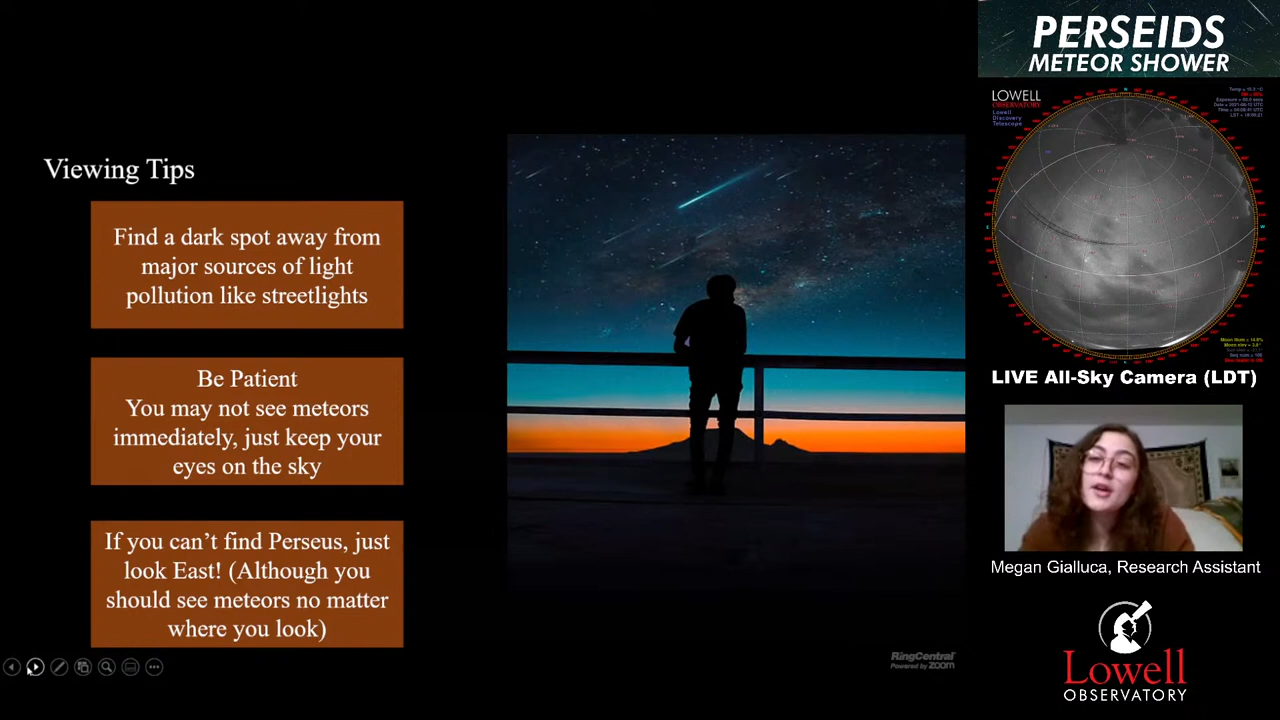 Viewing Tips
Find a dark spot away from
major sources of light
pollution like streetlights
Be Patient
You may not see meteors
immediately, just keep your
eyes on the sky
If you can’t find Perseus, just
look East! (Although you
should see meteors no matter
where you look)
RingCentral
Powered by zoom
PERSEIDS
METEOR SHOWER
LOWELL
OBSERVATORY
Lowell
Discovery
Telescope
LIVE All-Sky Camera (LDT)
Megan Gialluca, Research Assistant
Lowell
OBSERVATORY